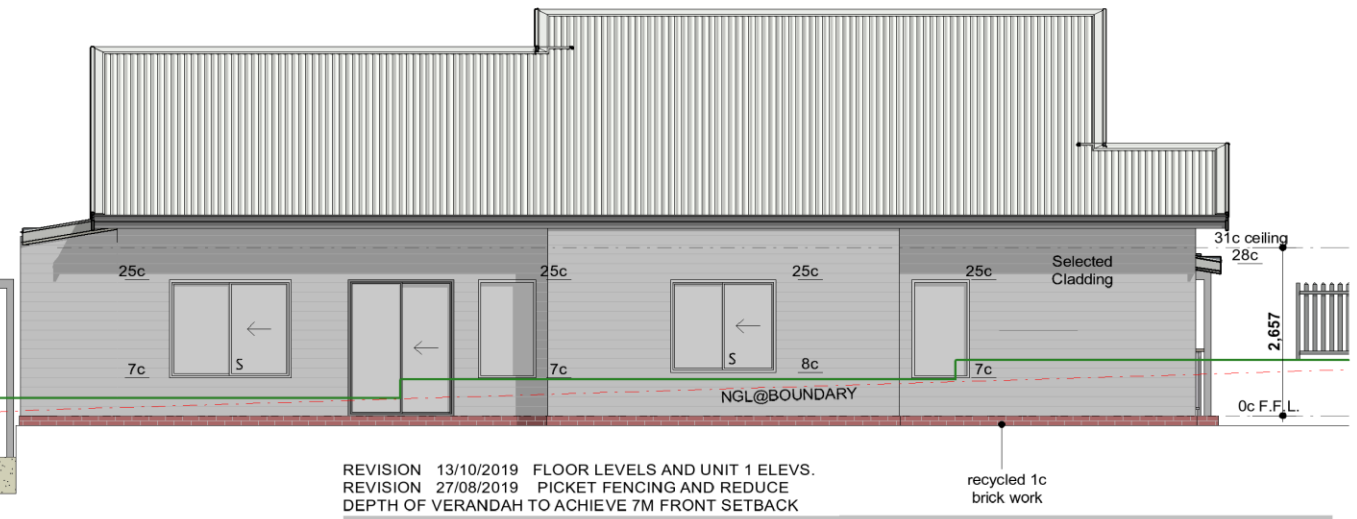 31c ceiling
28c
Selected
Cladding
25c
25c
25c
25c
2,657
S
S
7c
7c
8c
7c
NGL@BOUNDARY
0c F.F.L.
REVISION 13/10/2019 FLOOR LEVELS AND UNIT 1 ELEVS.
REVISION 27/08/2019 PICKET FENCING AND REDUCE
DEPTH OF VERANDAH TO ACHIEVE 7M FRONT SETBACK
recycled 1c
brick work